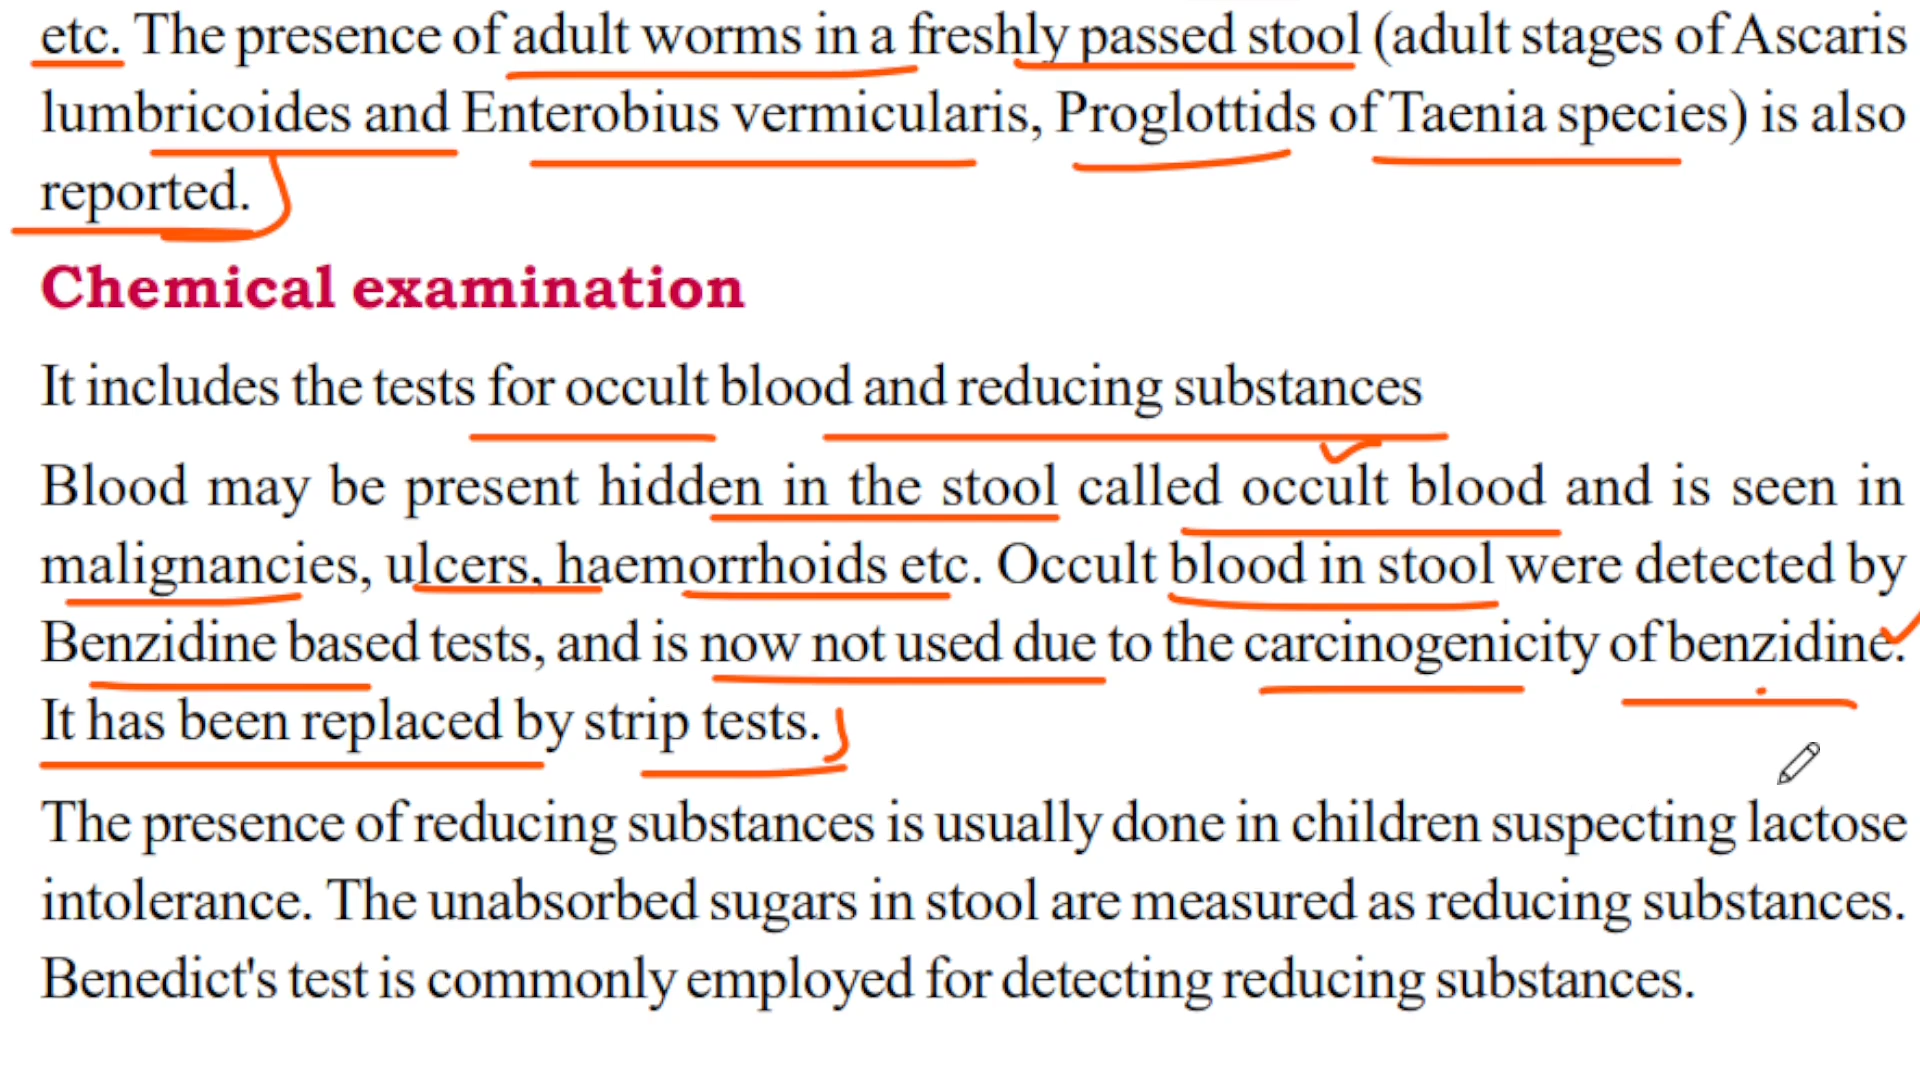 etc. The presence of adult worms in a freshly passed stool (adult stages of Ascaris
lumbricoides and Enterobius vermicularis, Proglottids of Taenia species) is also
reported.
Chemical examination
It includes the tests for occult blood and reducing substances
Blood may be present hidden in the stool called occult blood and is seen in
malignancies, ulcers, haemorrhoids etc. Occult blood in stool were detected by
Benzidine based tests, and is now not used due to the carcinogenicity of benzidine.
It has been replaced by strip tests.
The presence of reducing substances is usually done in children suspecting lactose
intolerance. The unabsorbed sugars in stool are measured as reducing substances.
Benedict's test is commonly employed for detecting reducing substances.